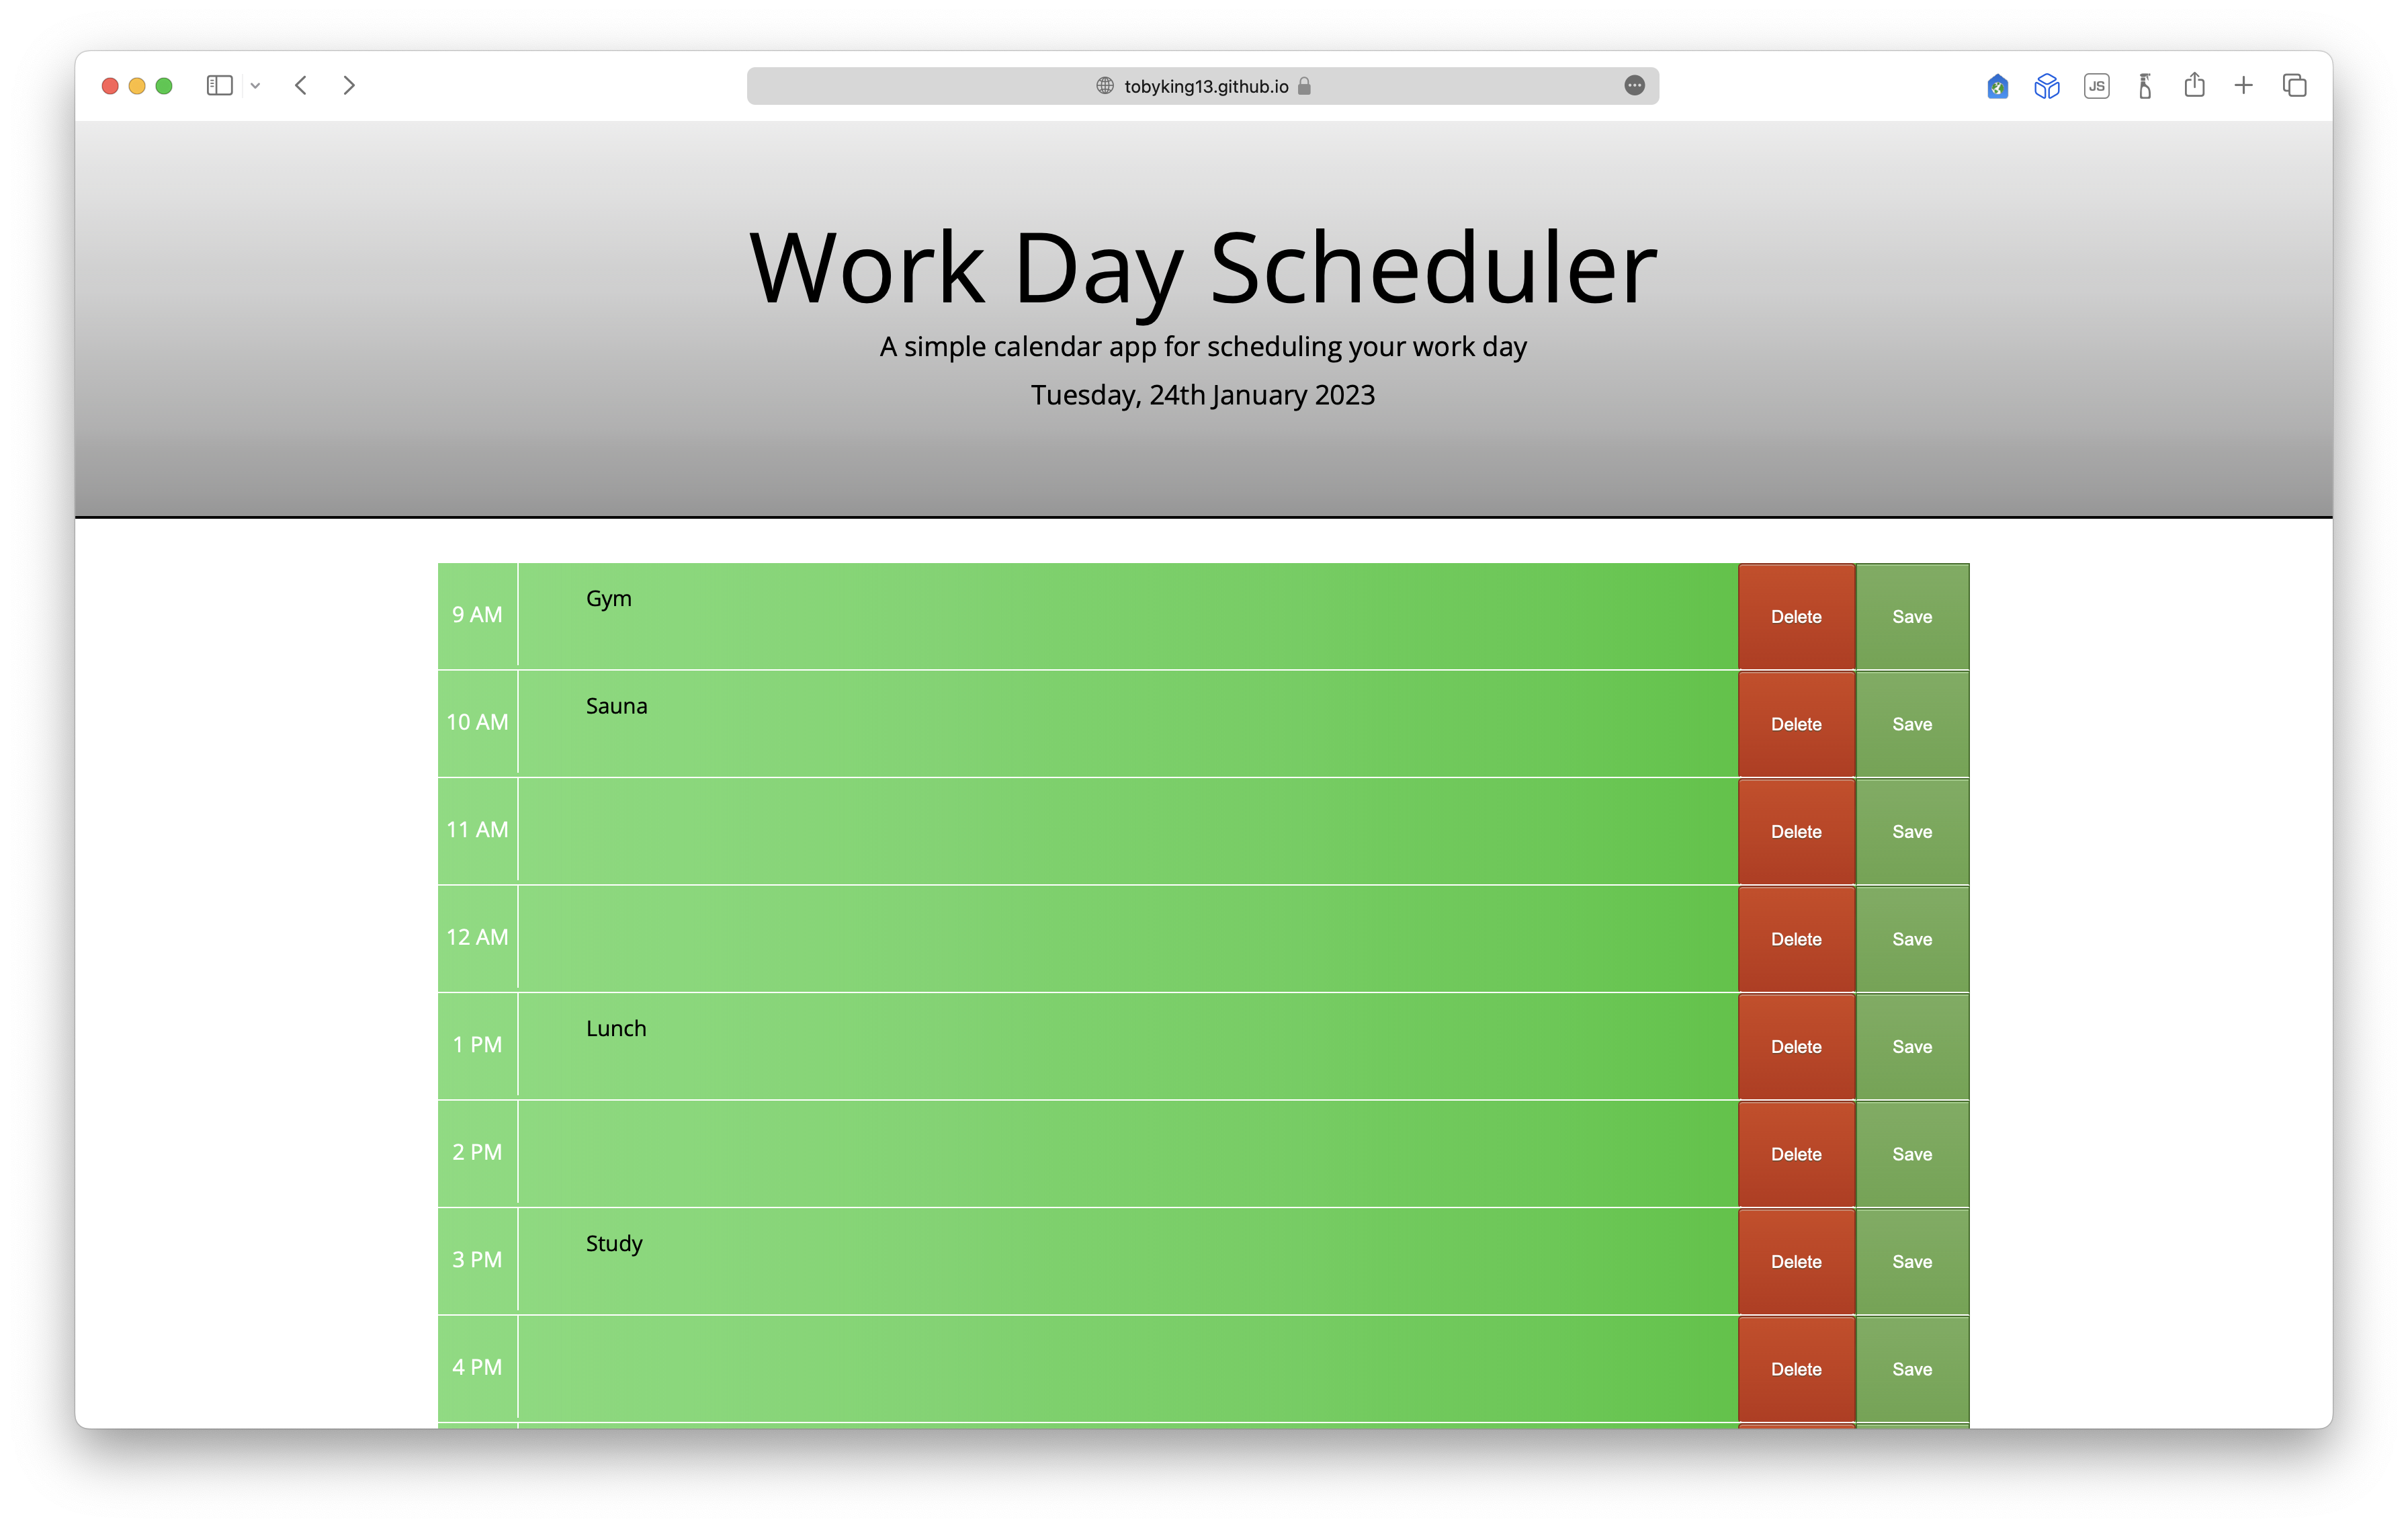 tobyking13.github.io
JS
Work Day Scheduler
A simple calendar app for scheduling your work day
Tuesday, 24th January 2023
9 AM Gym Delete Save
10 AM Sauna Delete Save
11 AM Delete Save
12 AM Delete Save
1 PM Lunch Delete Save
2 PM Delete Save
3 PM Study Delete Save
4 PM Delete Save